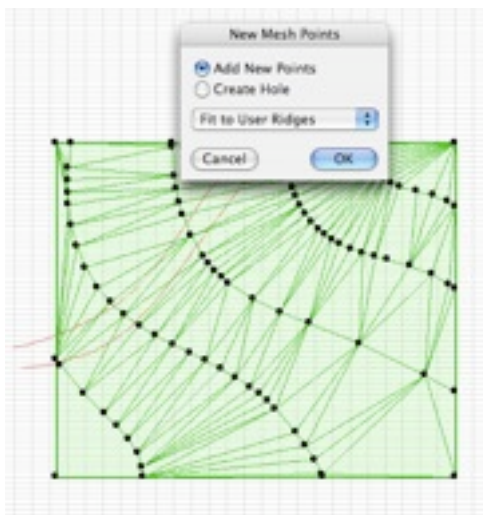 New Mesh Points
Add New Points
Create Hole
Fit to User Ridges
Cancel
OK